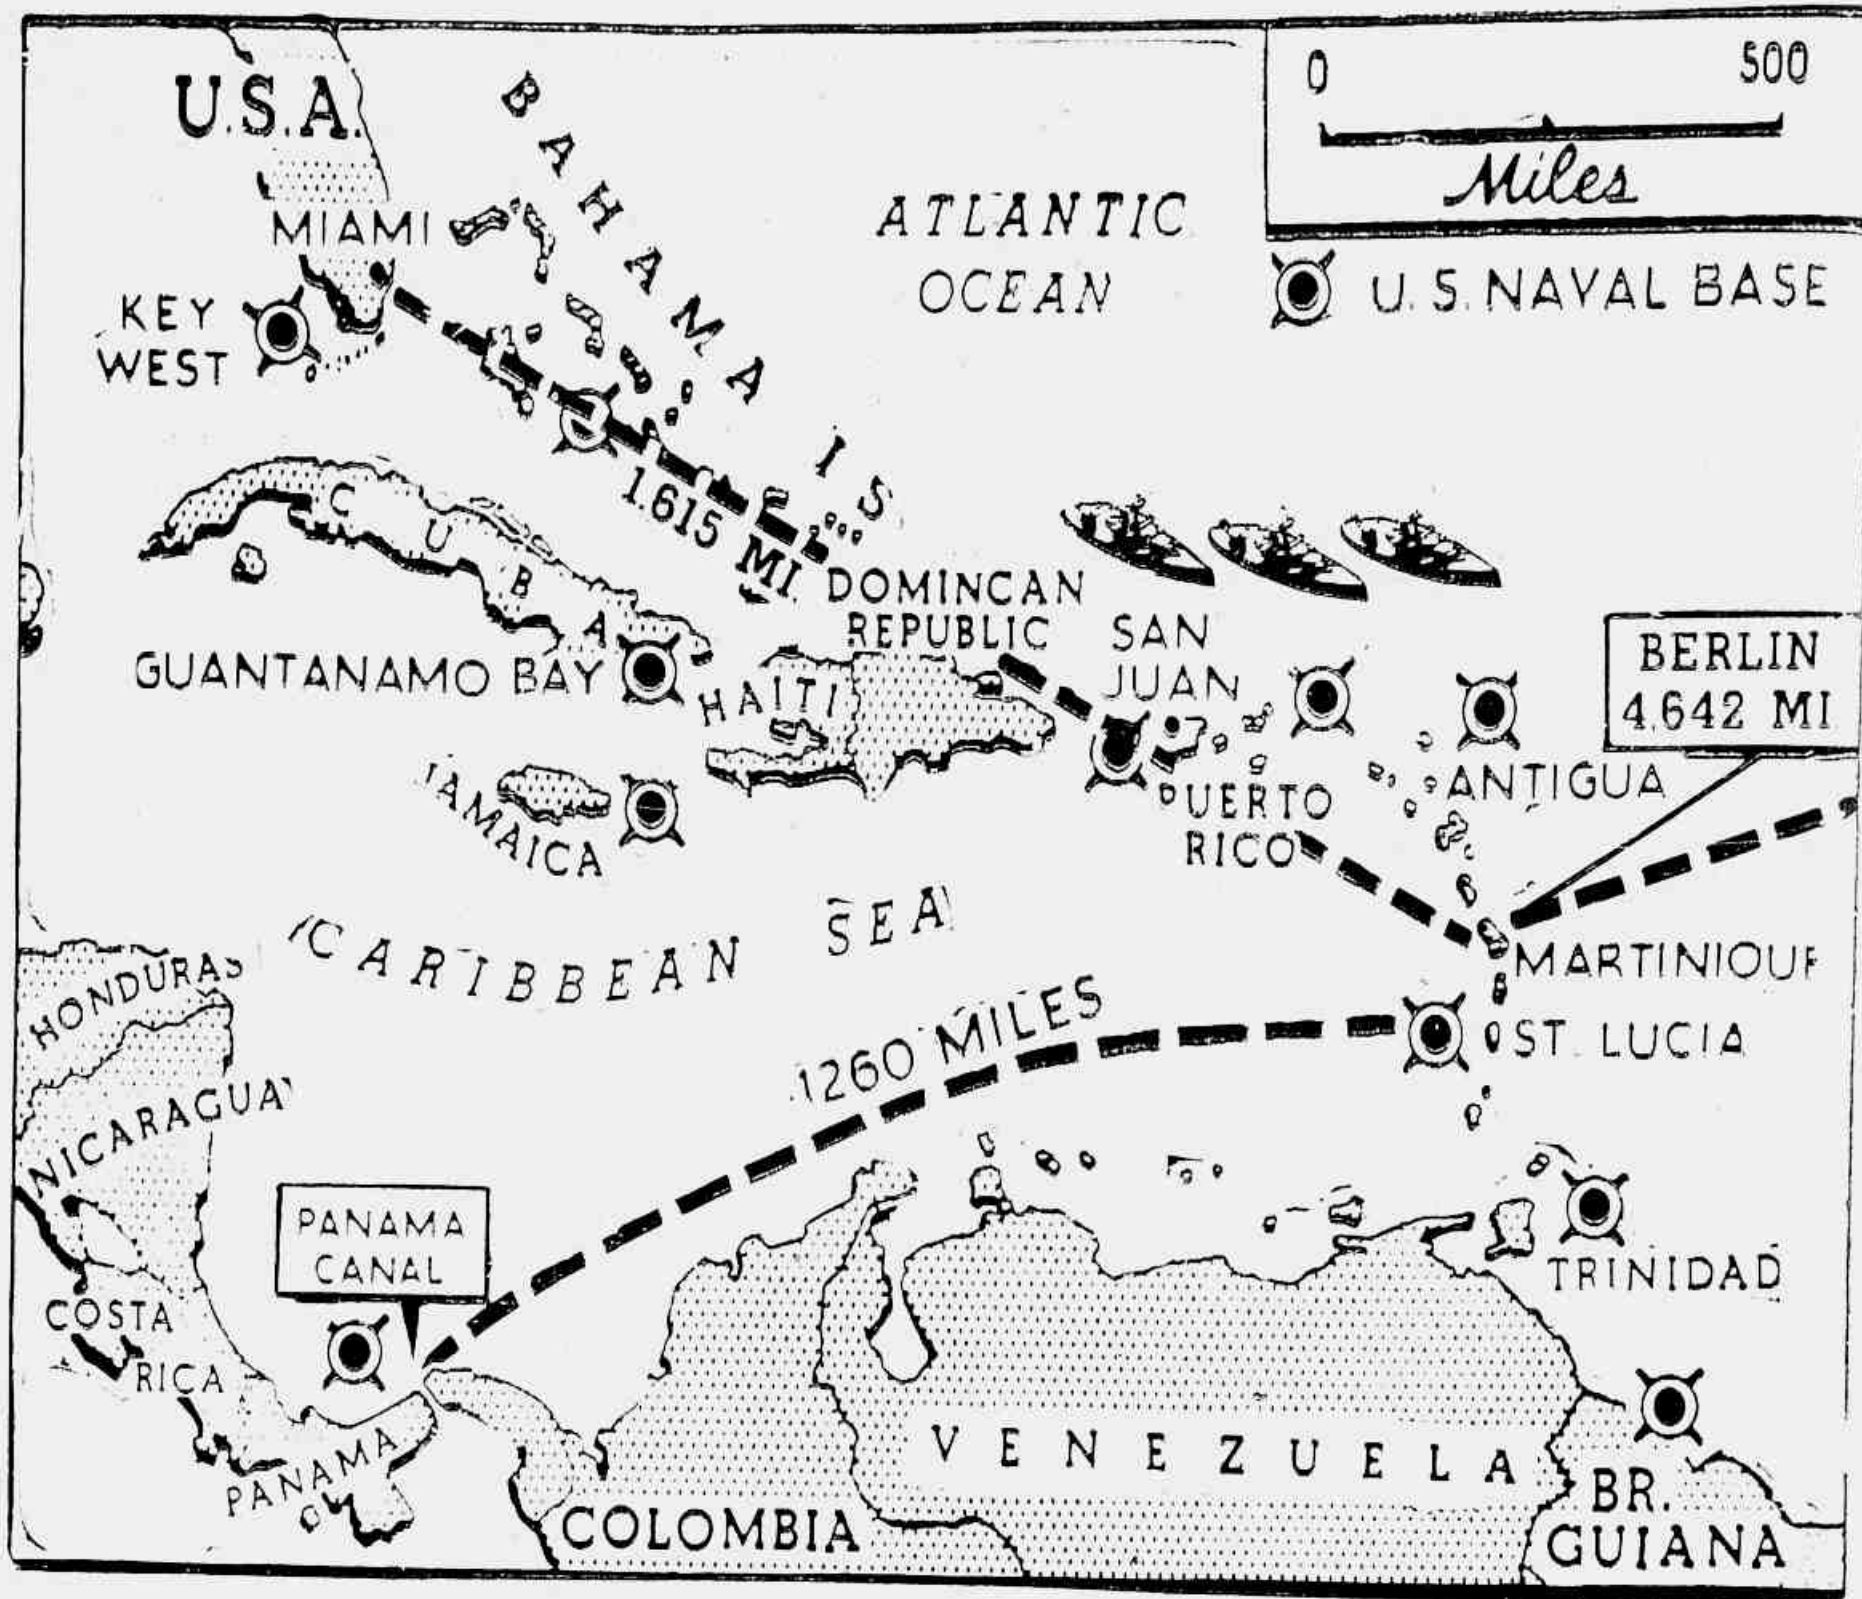 U.S.A.
BAHAMA IS
0 500
Miles
ATLANTIC
OCEAN
U.S. NAVAL BASE
MIAMI
KEY
WEST
1.615 MI.
CUBA
DOMINCAN
REPUBLIC
SAN
JUAN
BERLIN
4.642 MI
GUANTANAMO BAY
HAITI
ANTIGUA
JAMAICA
PUERTO
RICO
CARIBBEAN SEA
MARTINIQUE
HONDURAS
1260 MILES
ST. LUCIA
NICARAGUA
PANAMA
CANAL
TRINIDAD
COSTA
RICA
PANAMA
VENEZUELA
BR.
GUIANA
COLOMBIA